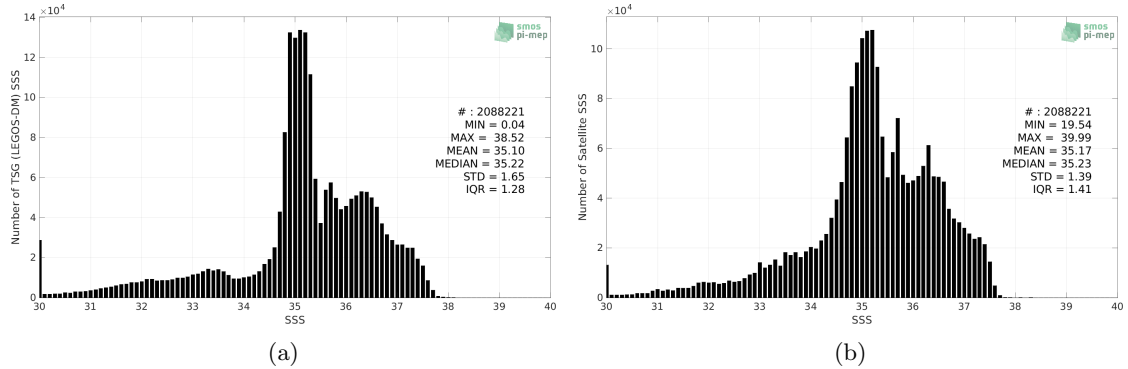 ×10⁴
14
12
10
8
6
4
2
0
30 31 32 33 34 35 36 37 38 39 40
SSS
Number of TSG (LEGOS-DM) SSS
smos
pi-mep
# : 2088221
MIN = 0.04
MAX = 38.52
MEAN = 35.10
MEDIAN = 35.22
STD = 1.65
IQR = 1.28
(a)
×10⁴
10
8
6
4
2
0
30 31 32 33 34 35 36 37 38 39 40
SSS
Number of Satellite SSS
smos
pi-mep
# : 2088221
MIN = 19.54
MAX = 39.99
MEAN = 35.17
MEDIAN = 35.23
STD = 1.39
IQR = 1.41
(b)